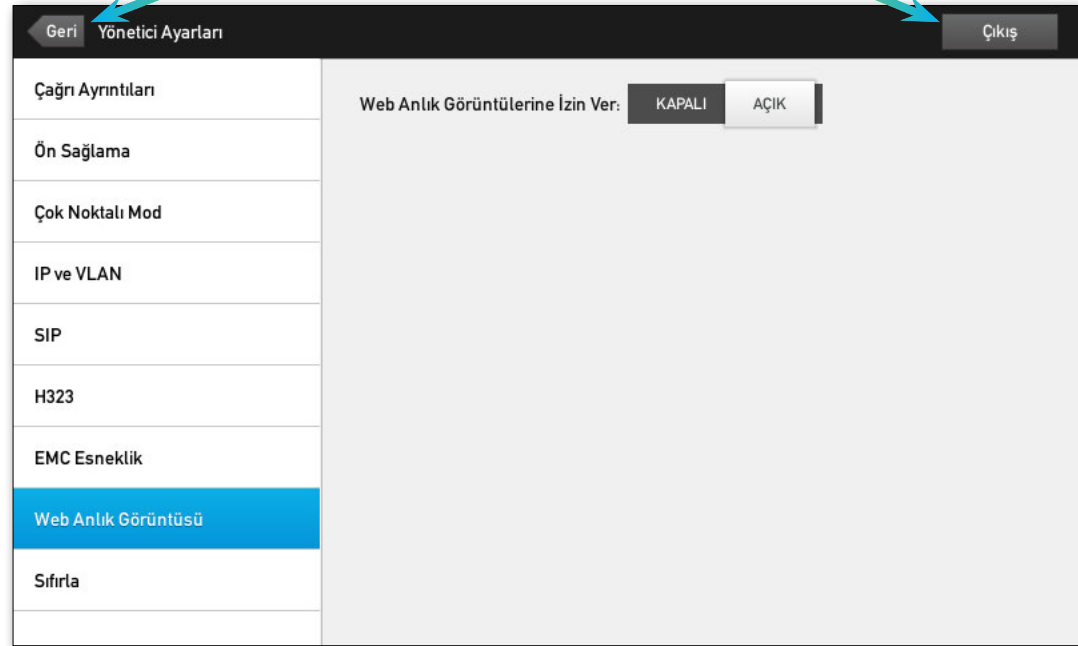 Geri Yönetici Ayarları Çıkış
Çağrı Ayrıntıları
Web Anlık Görüntülerine İzin Ver: KAPALI AÇIK
Ön Sağlama
Çok Noktalı Mod
IP ve VLAN
SIP
H323
EMC Esneklik
Web Anlık Görüntüsü
Sıfırla